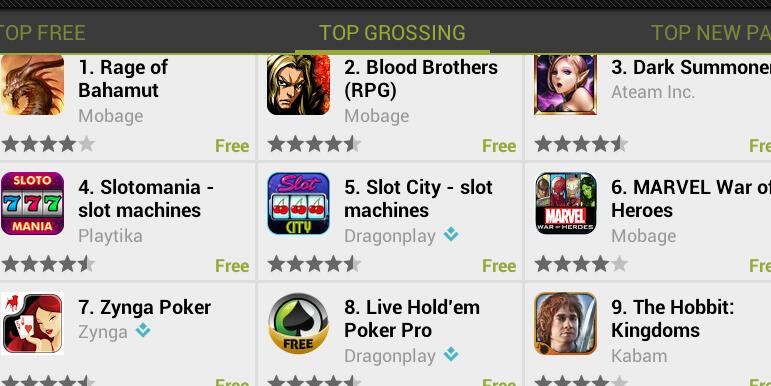 TOP FREE
TOP GROSSING
TOP NEW PA
1. Rage of
Bahamut
Mobage
Free
2. Blood Brothers
(RPG)
Mobage
Free
3. Dark Summoner
Ateam Inc.
Fre
SLOTO
777
MANIA
4. Slotomania -
slot machines
Playtika
Free
Slot
CITY
5. Slot City - slot
machines
Dragonplay
Free
MARVEL
WAR OF HEROES
6. MARVEL War of
Heroes
Mobage
Fre
7. Zynga Poker
Zynga
Free
FREE
8. Live Hold'em
Poker Pro
Dragonplay
Free
9. The Hobbit:
Kingdoms
Kabam
Fre